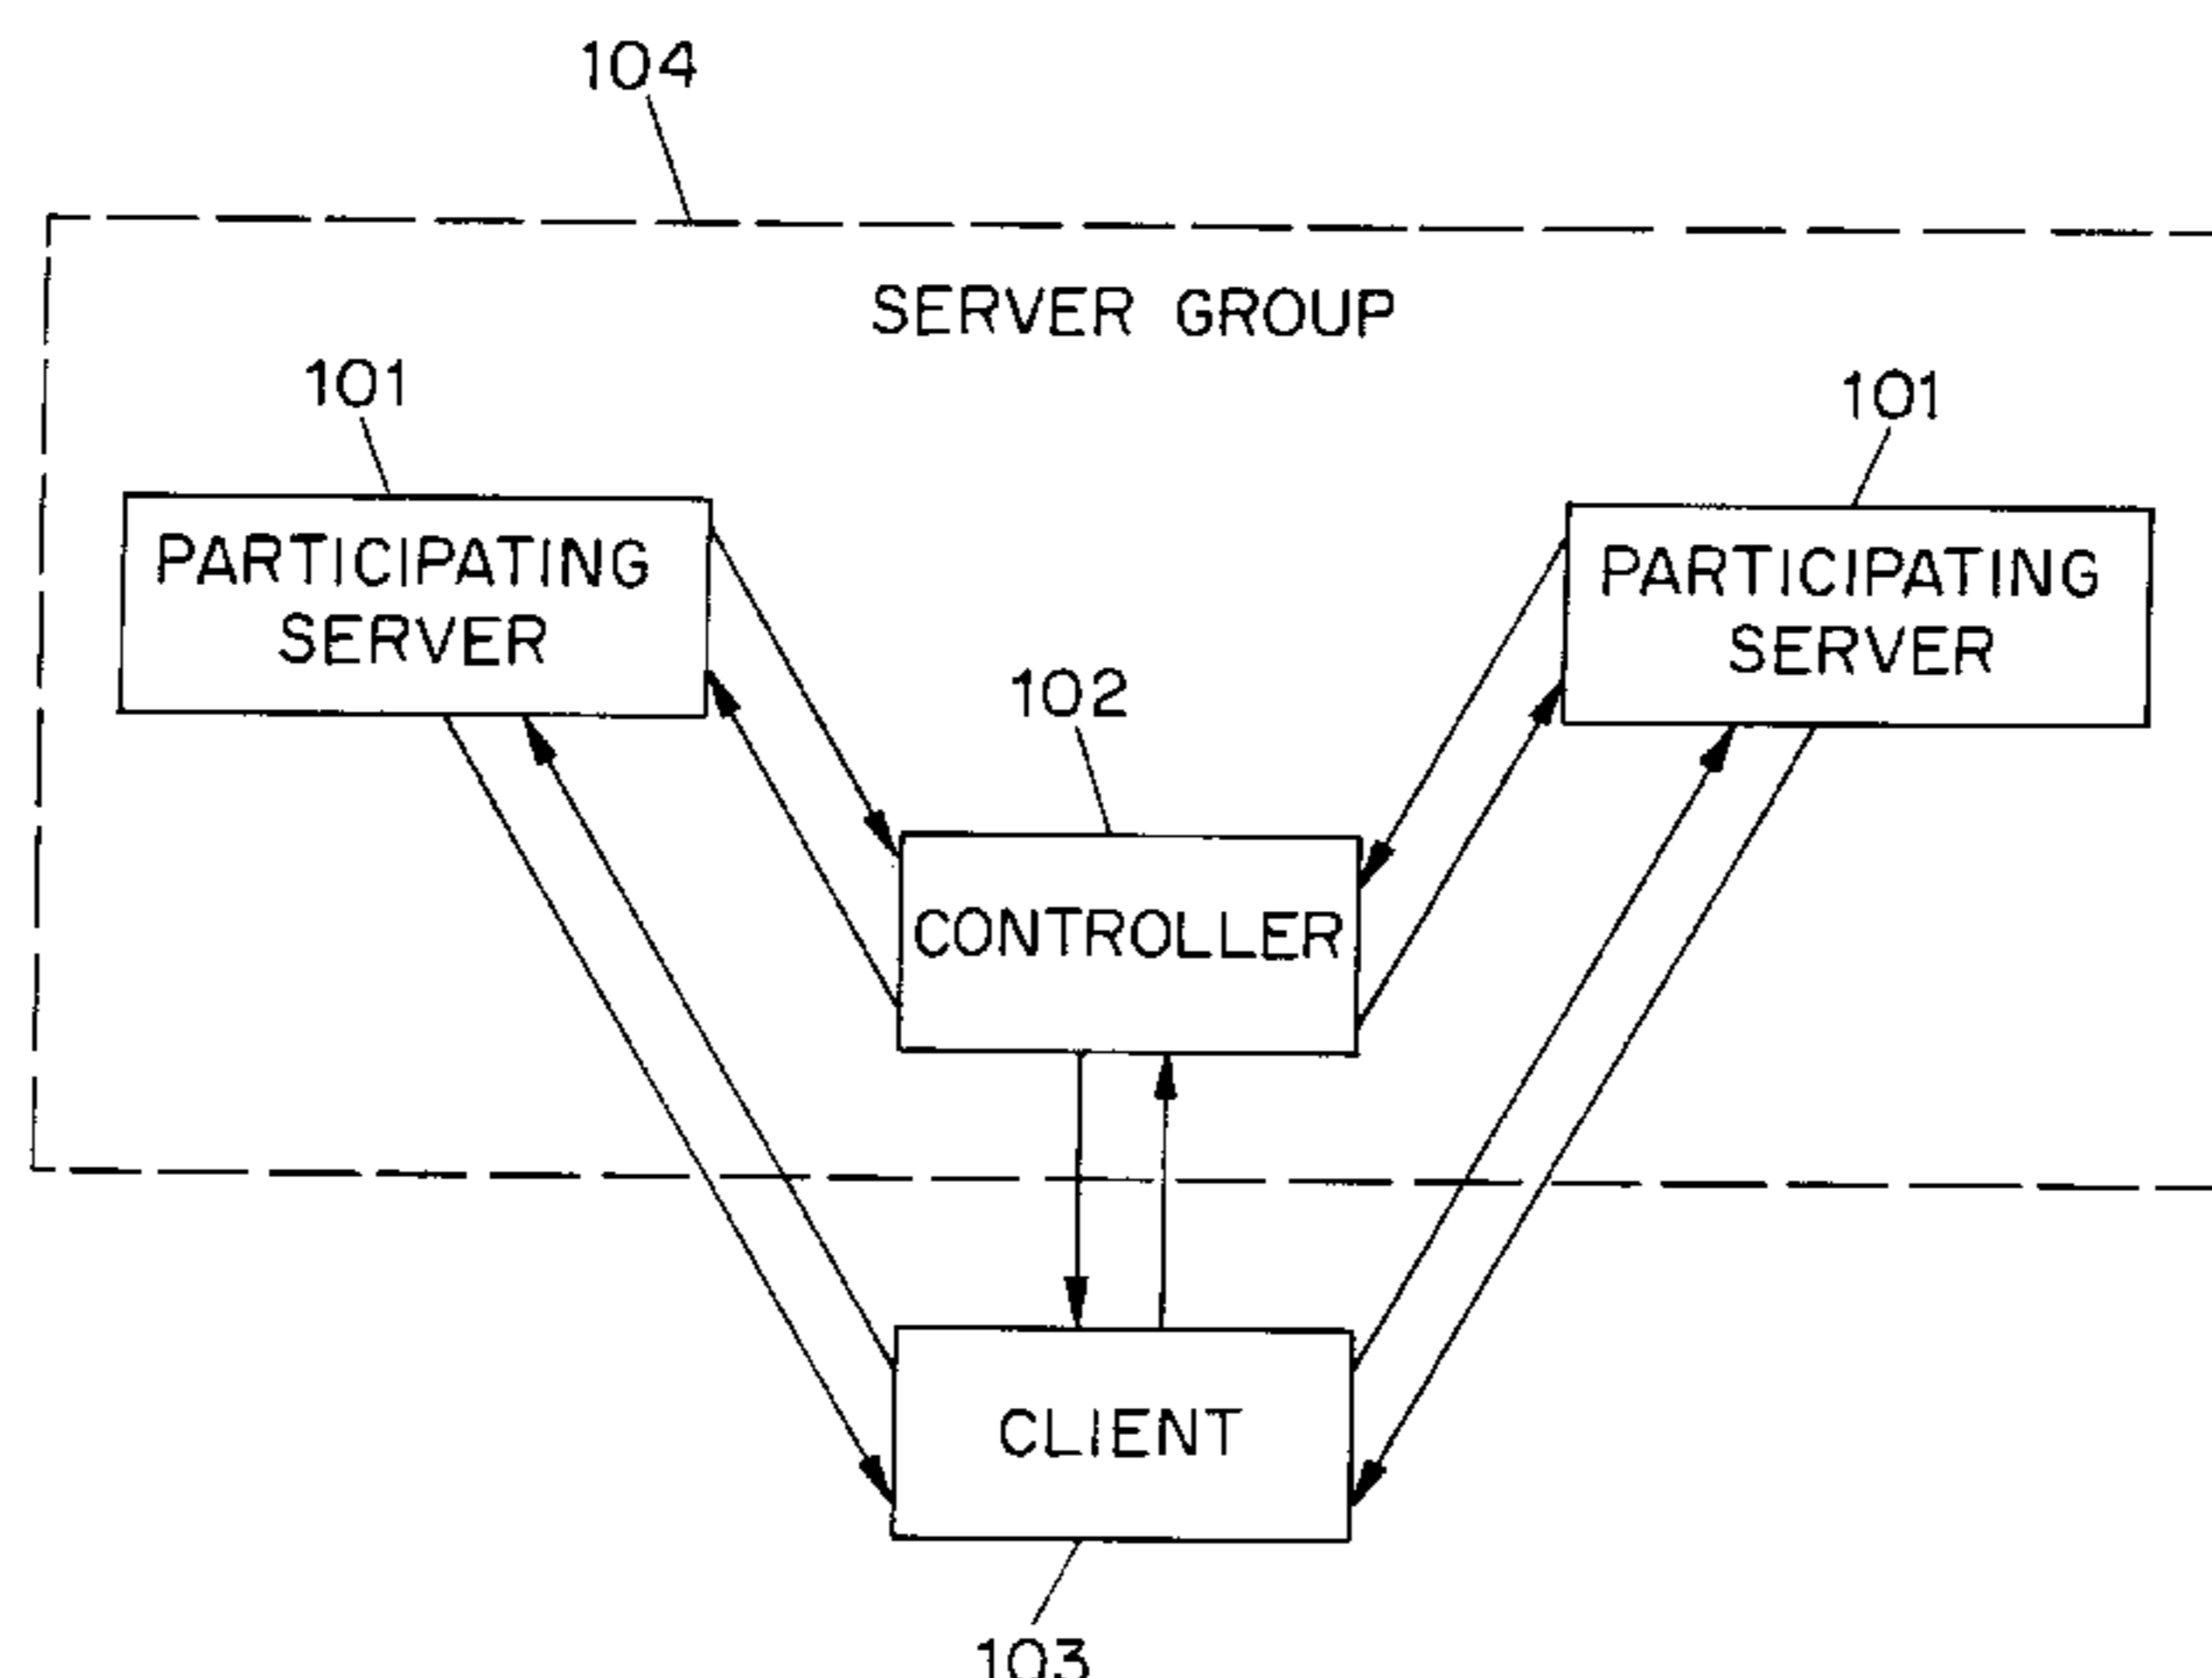 104
SERVER GROUP
101
101
PARTICIPATING
SERVER
PARTICIPATING
SERVER
102
CONTROLLER
CLIENT
103